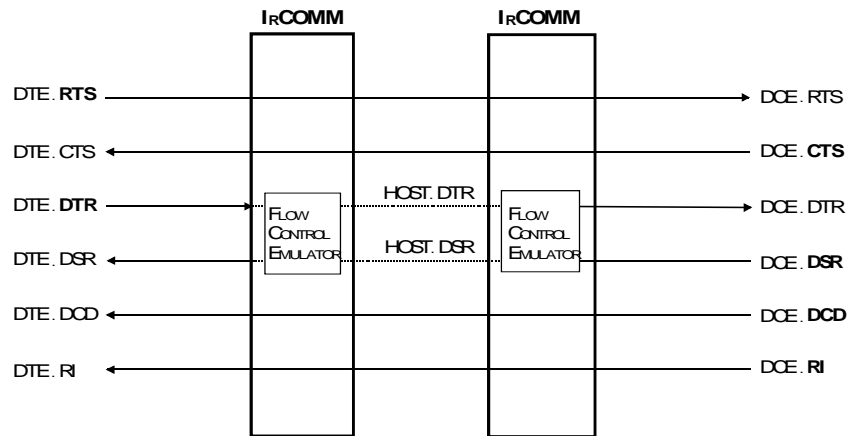 IRCOMM IRCOMM
DTE.RTS DCE.RTS
DTE.CTS DCE.CTS
HOST.DTR
DTE.DTR DCE.DTR
FLOW CONTROL EMULATOR
FLOW CONTROL EMULATOR
HOST.DSR
DTE.DSR DCE.DSR
DTE.DCD DCE.DCD
DTE.RI DCE.RI